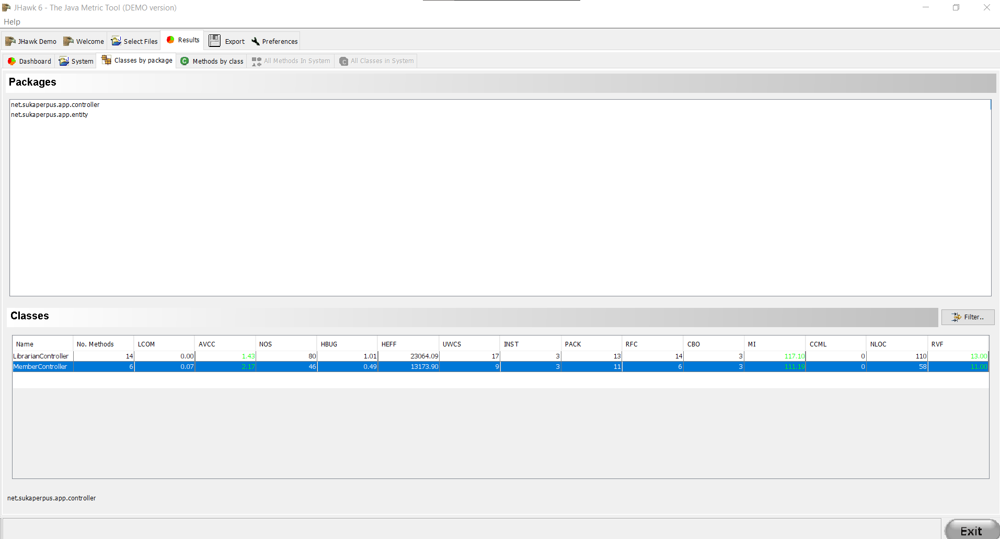 JHawk 6 - The Java Metric Tool (DEMO version)
Help
JHawk Demo Welcome Select Files Results Export Preferences
Dashboard System Classes by package Methods by class All Methods In System All Classes in System
Packages
net.sukaperpus.app.controller
net.sukaperpus.app.entity
Classes
Filter..
Name No. Methods LCOM AVCC NOS HBUG HEFF UWCS INST PACK RFC CBO MI CCML NLOC RVF
LibrarianController 14 0.00 1.43 80 1.01 23064.09 17 3 13 14 3 117.10 0 110 13.00
MemberController 6 0.07 2.17 46 0.49 13173.90 9 3 11 6 3 111.19 0 58 11.00
net.sukaperpus.app.controller
Exit